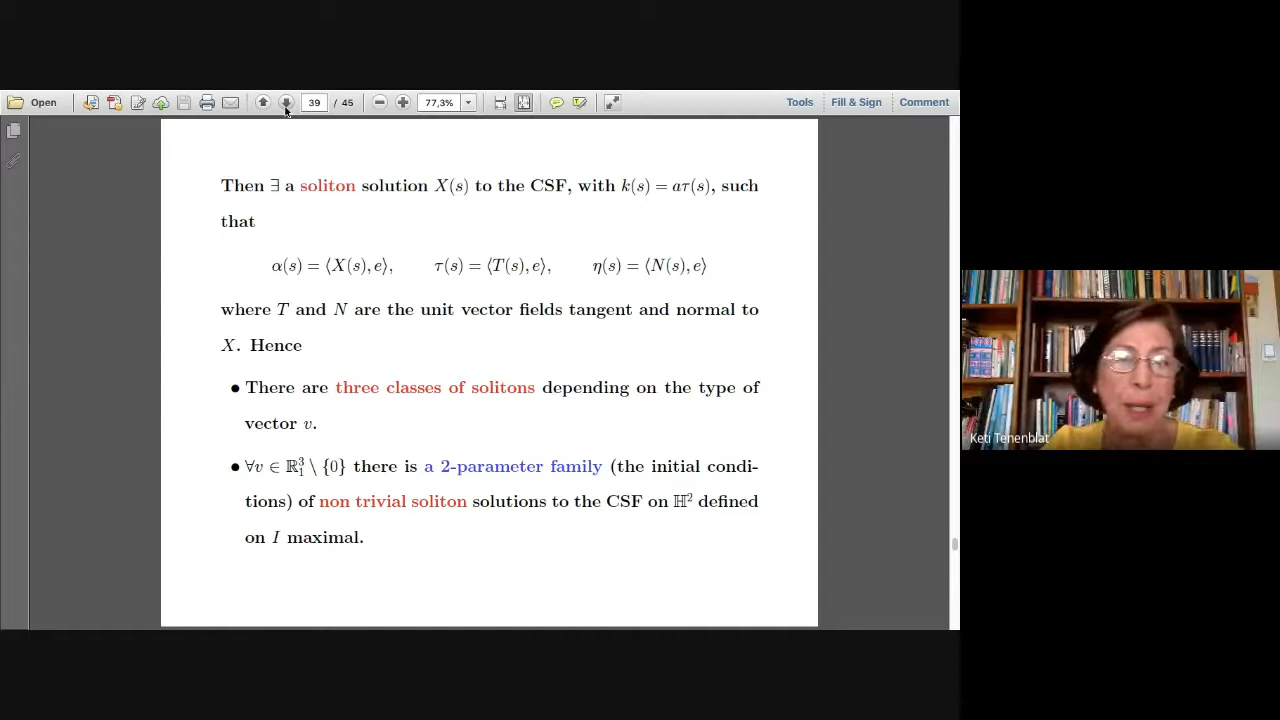 Open 39 / 45 77,3% Tools Fill & Sign Comment
Then ∃ a soliton solution X(s) to the CSF, with k(s) = aτ(s), such
that
α(s) = ⟨X(s), e⟩, τ(s) = ⟨T(s), e⟩, η(s) = ⟨N(s), e⟩
where T and N are the unit vector fields tangent and normal to
X. Hence
• There are three classes of solitons depending on the type of
vector v.
• ∀v ∈ ℝ³₁ \ {0} there is a 2-parameter family (the initial condi-
tions) of non trivial soliton solutions to the CSF on ℍ² defined
on I maximal.
Keti Tenenblat